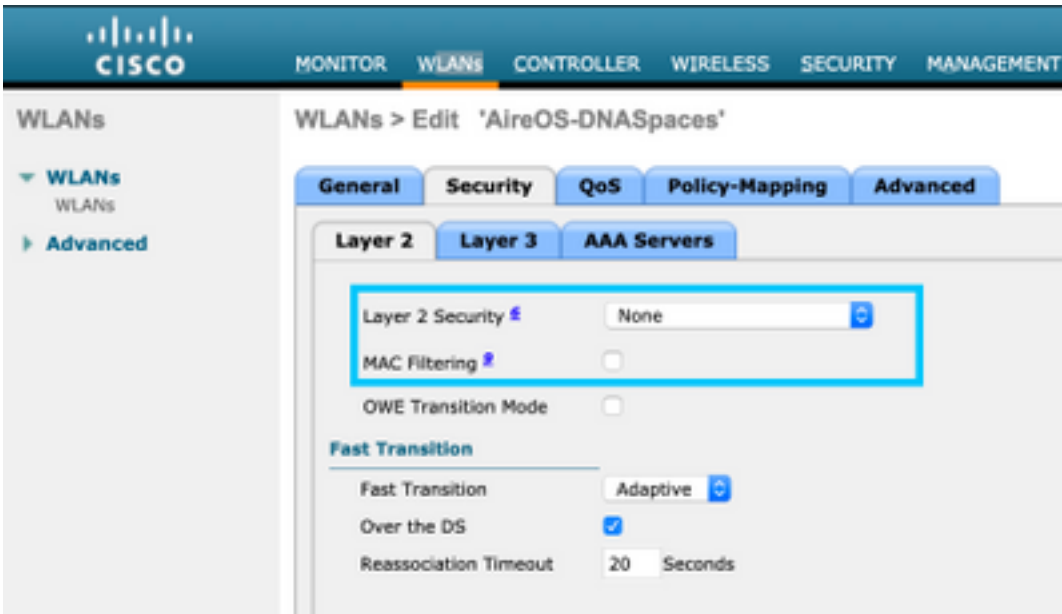 CISCO
MONITOR WLANs CONTROLLER WIRELESS SECURITY MANAGEMENT
WLANs
WLANs > Edit 'AireOS-DNASpaces'
WLANs
WLANs
Advanced
General Security QoS Policy-Mapping Advanced
Layer 2 Layer 3 AAA Servers
Layer 2 Security None
MAC Filtering
OWE Transition Mode
Fast Transition
Fast Transition Adaptive
Over the DS
Reassociation Timeout 20 Seconds